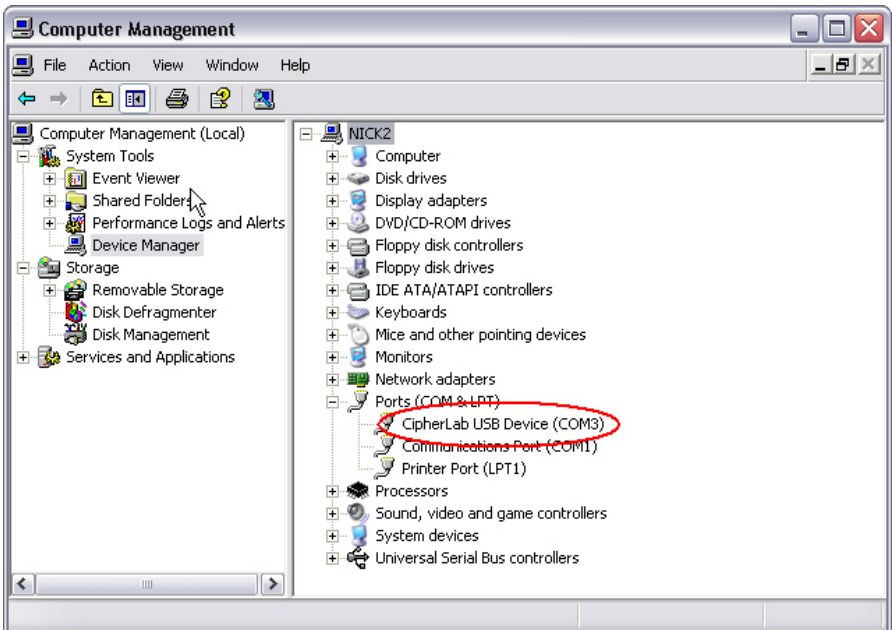 Computer Management
File Action View Window Help
Computer Management (Local)
System Tools
Event Viewer
Shared Folders
Performance Logs and Alerts
Device Manager
Storage
Removable Storage
Disk Defragmenter
Disk Management
Services and Applications
NICK2
Computer
Disk drives
Display adapters
DVD/CD-ROM drives
Floppy disk controllers
Floppy disk drives
IDE ATA/ATAPI controllers
Keyboards
Mice and other pointing devices
Monitors
Network adapters
Ports (COM & LPT)
CipherLab USB Device (COM3)
Communications Port (COM1)
Printer Port (LPT1)
Processors
Sound, video and game controllers
System devices
Universal Serial Bus controllers